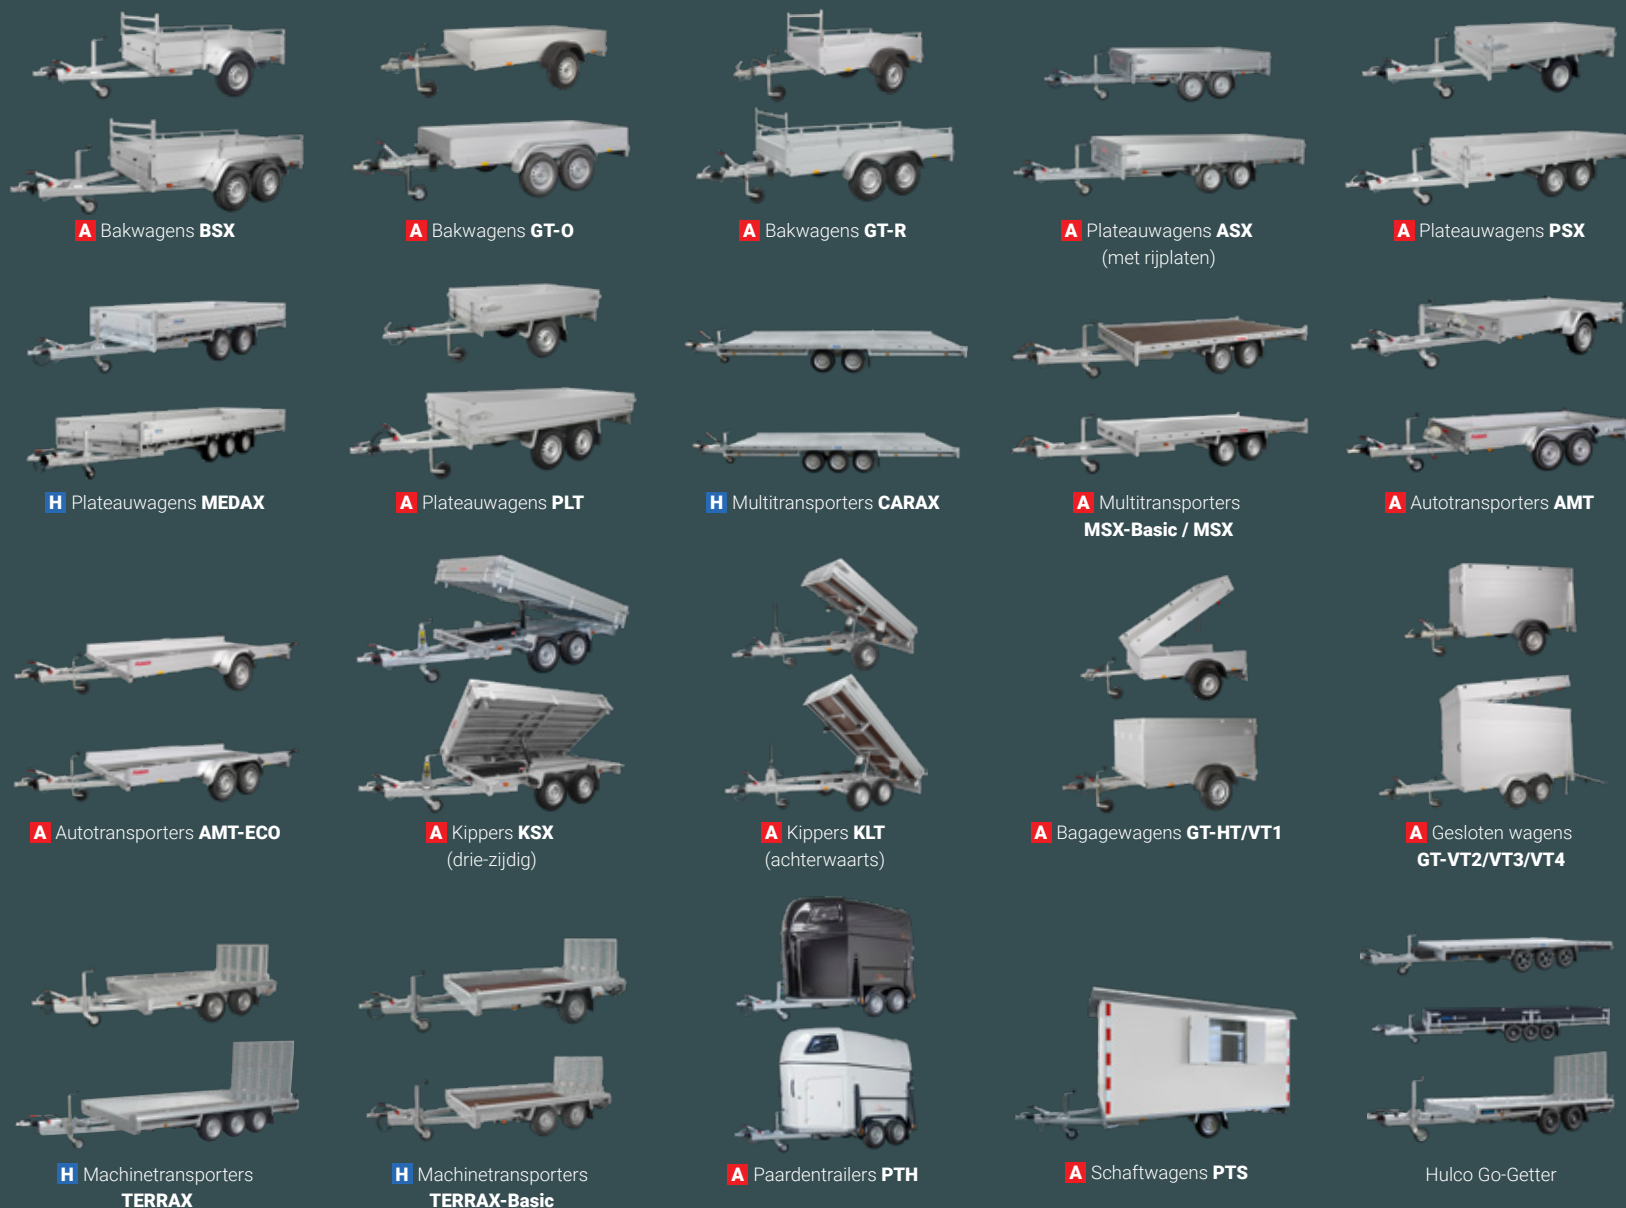 A Bakwagens BSX
A Bakwagens GT-O
A Bakwagens GT-R
A Plateauwagens ASX
(met rijplaten)
A Plateauwagens PSX
H Plateauwagens MEDAX
A Plateauwagens PLT
H Multitransporters CARAX
A Multitransporters
MSX-Basic / MSX
A Autotransporters AMT
A Autotransporters AMT-ECO
A Kippers KSX
(drie-zijdig)
A Kippers KLT
(achterwaarts)
A Bagagewagens GT-HT/VT1
A Gesloten wagens
GT-VT2/VT3/VT4
H Machinetransporters
TERRAX
H Machinetransporters
TERRAX-Basic
A Paardentrailers PTH
A Schaftwagens PTS
Hulco Go-Getter